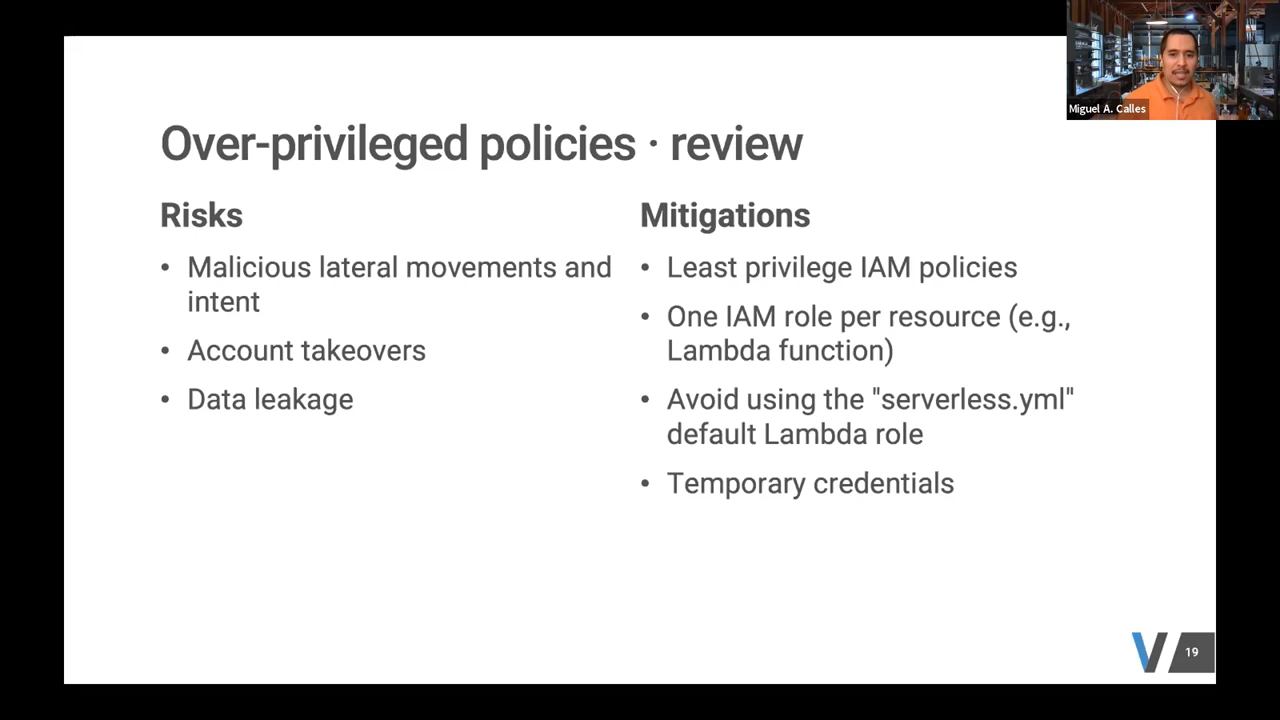 Miguel A. Calles
Over-privileged policies · review
Risks
• Malicious lateral movements and
intent
• Account takeovers
• Data leakage
Mitigations
• Least privilege IAM policies
• One IAM role per resource (e.g.,
Lambda function)
• Avoid using the "serverless.yml"
default Lambda role
• Temporary credentials
19